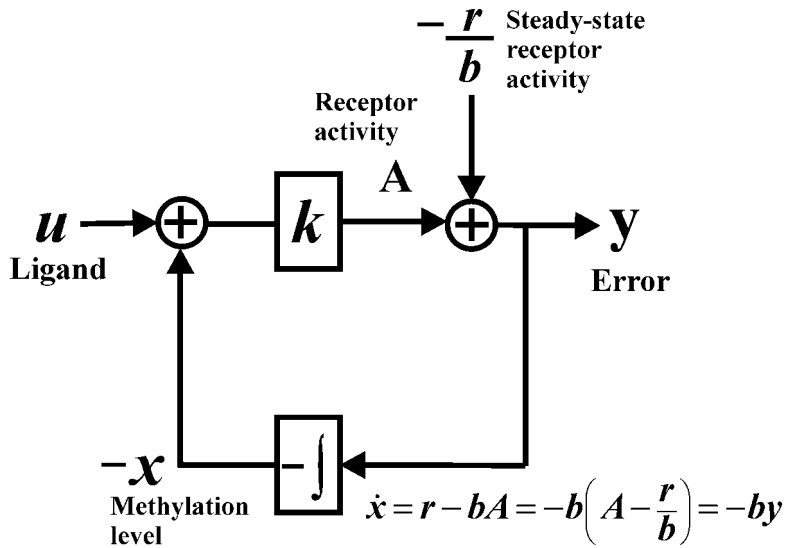 − r/b
Steady-state
receptor
activity
Receptor
activity
A
u
+
k
+
y
Ligand
Error
−x
− ∫
Methylation
level
ẋ = r − bA = −b(A − r/b) = −by